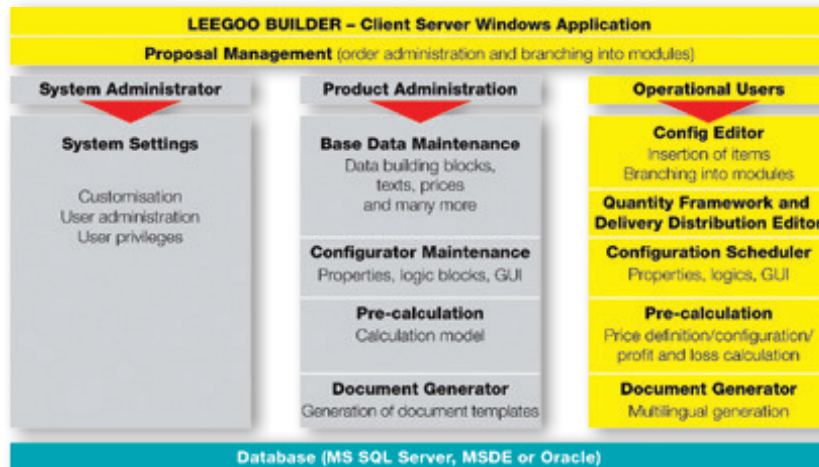 LEEGOO BUILDER – Client Server Windows Application
Proposal Management (order administration and branching into modules)
System Administrator
System Settings
Customisation
User administration
User privileges
Product Administration
Base Data Maintenance
Data building blocks,
texts, prices
and many more
Configurator Maintenance
Properties, logic blocks, GUI
Pre-calculation
Calculation model
Document Generator
Generation of document templates
Operational Users
Config Editor
Insertion of items
Branching into modules
Quantity Framework and
Delivery Distribution Editor
Configuration Scheduler
Properties, logics, GUI
Pre-calculation
Price definition/configuration/
profit and loss calculation
Document Generator
Multilingual generation
Database (MS SQL Server, MSDE or Oracle)